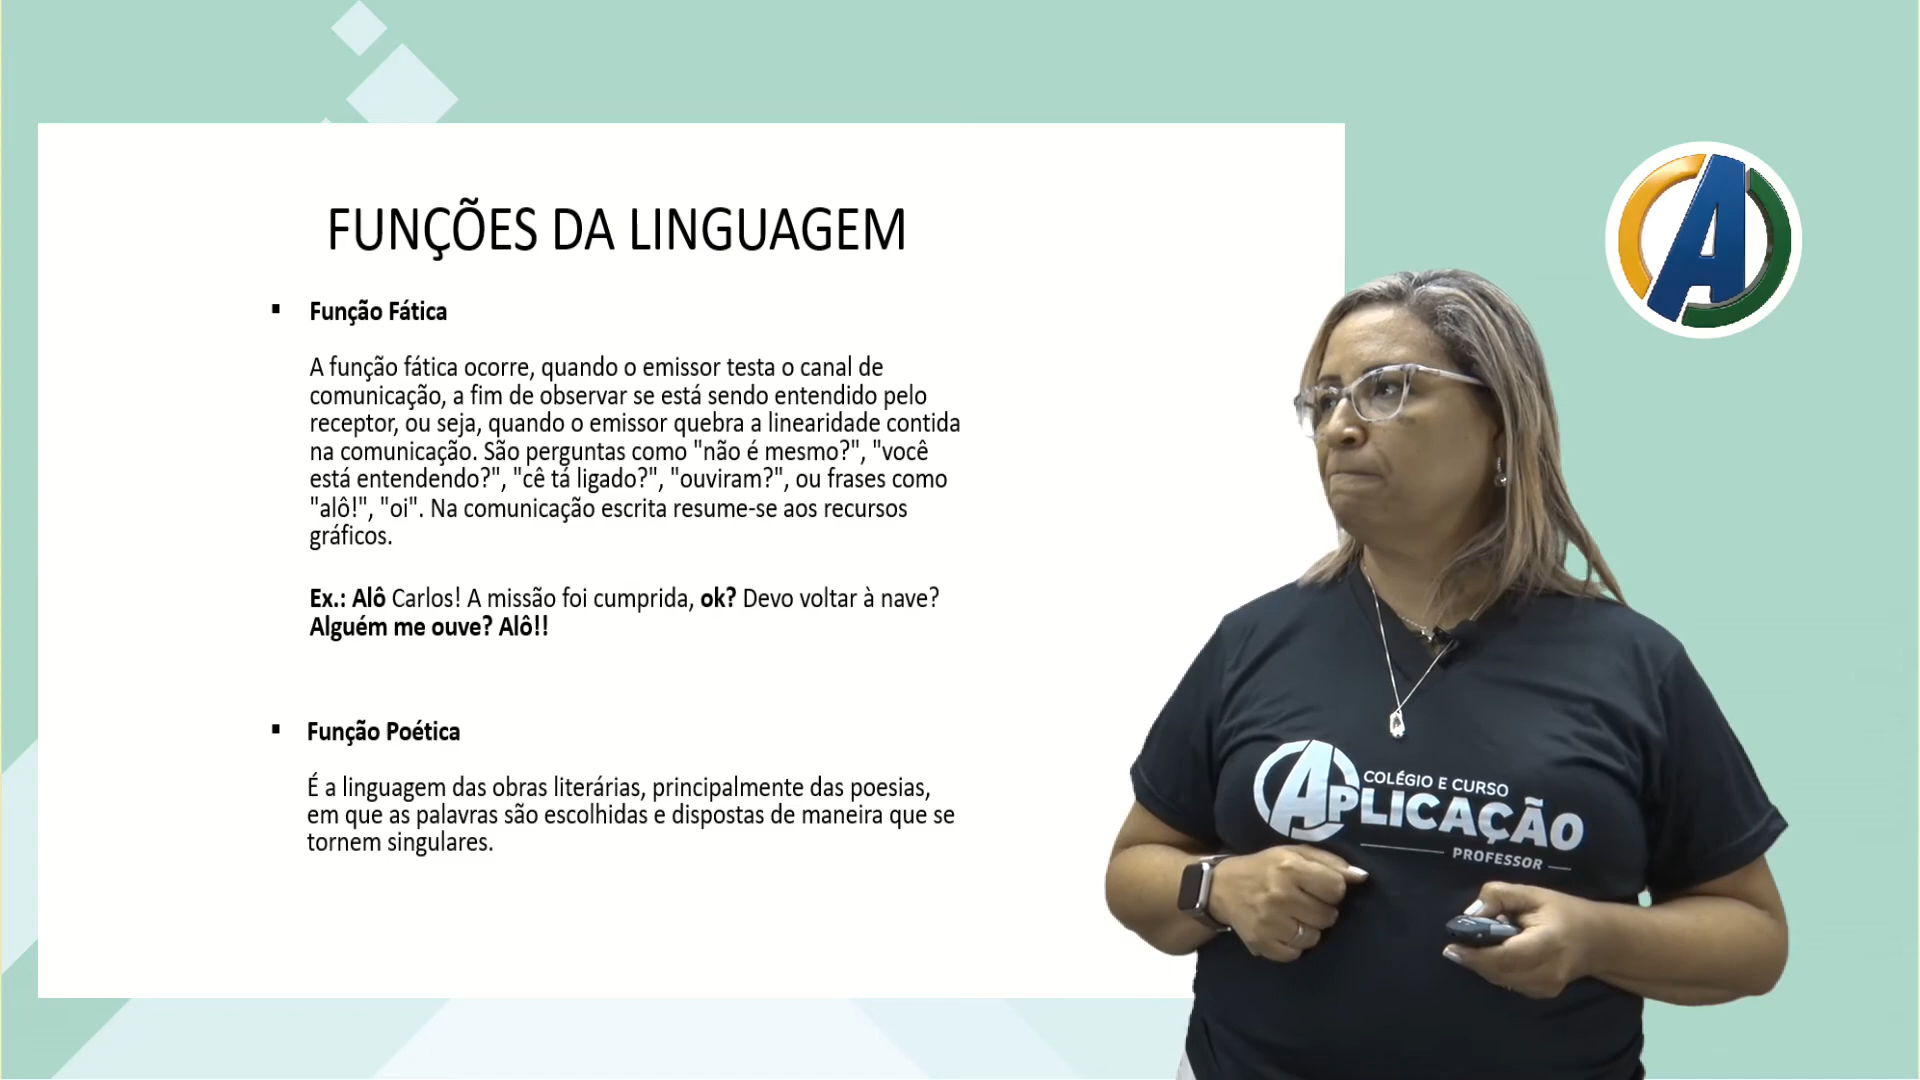 FUNÇÕES DA LINGUAGEM
▪ Função Fática
A função fática ocorre, quando o emissor testa o canal de
comunicação, a fim de observar se está sendo entendido pelo
receptor, ou seja, quando o emissor quebra a linearidade contida
na comunicação. São perguntas como "não é mesmo?", "você
está entendendo?", "cê tá ligado?", "ouviram?", ou frases como
"alô!", "oi". Na comunicação escrita resume-se aos recursos
gráficos.
Ex.: Alô Carlos! A missão foi cumprida, ok? Devo voltar à nave?
Alguém me ouve? Alô!!
▪ Função Poética
É a linguagem das obras literárias, principalmente das poesias,
em que as palavras são escolhidas e dispostas de maneira que se
tornem singulares.
A
COLÉGIO E CURSO
APLICAÇÃO
PROFESSOR